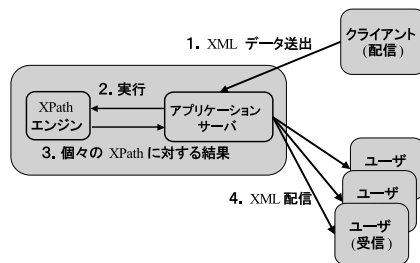 クライアント
(配信)
1. XML データ送出
2. 実行
XPath
エンジン
アプリケーション
サーバ
3. 個々の XPath に対する結果
4. XML 配信
ユーザ
ユーザ
ユーザ
(受信)